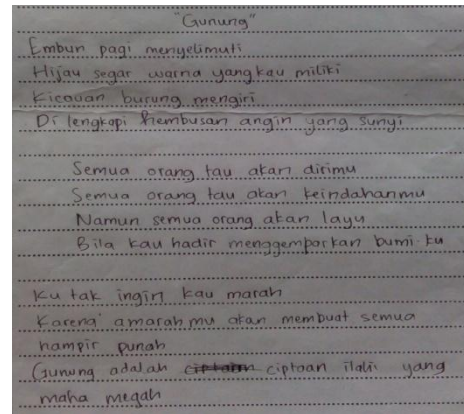 "Gunung"
Embun pagi menyelimuti
Hijau segar warna yang kau miliki
Kicauan burung mengiri
Di lengkapi hembusan angin yang sunyi
Semua orang tau akan dirimu
Semua orang tau akan keindahanmu
Namun semua orang akan layu
Bila kau hadir menggemparkan bumi ku
Ku tak ingin kau marah
Karena amarah mu akan membuat semua
hampir punah
Gunung adalah ciptaan ilahi yang
maha megah